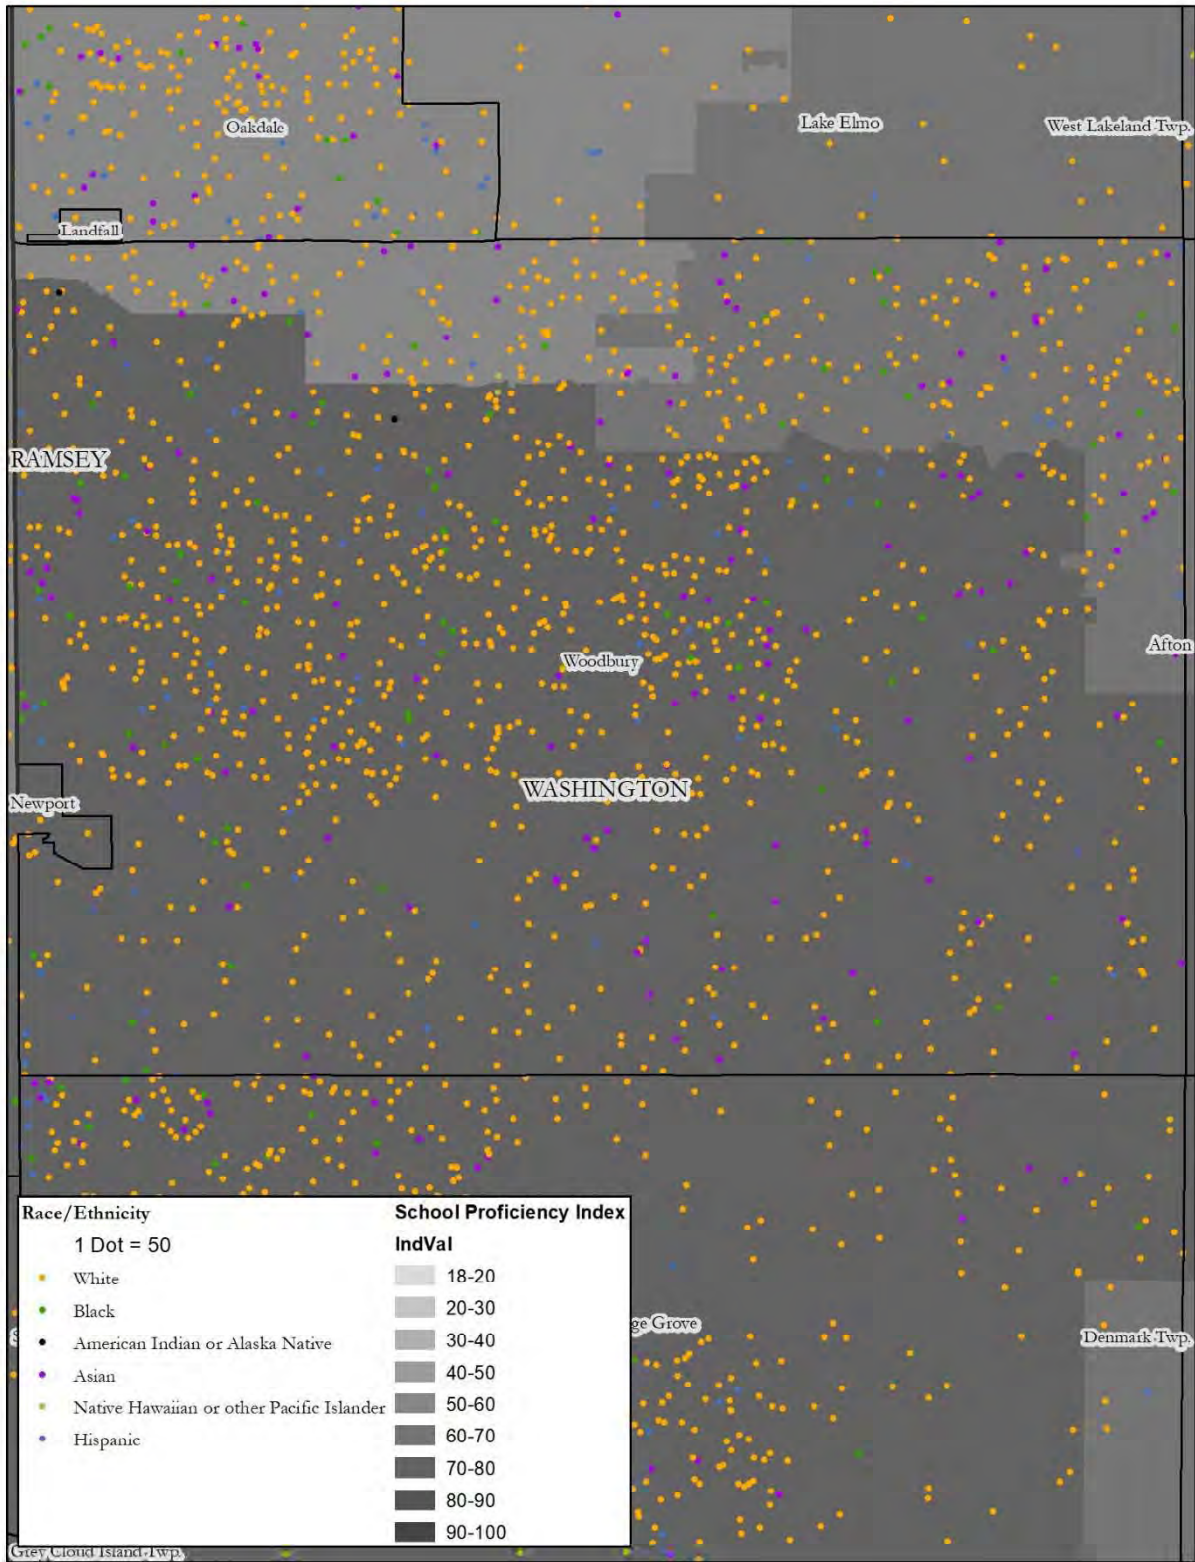 Oakdale
Lake Elmo
West Lakeland Twp.
Landfall
RAMSEY
Woodbury
Afton
WASHINGTON
Newport
Race/Ethnicity
1 Dot = 50
White
Black
American Indian or Alaska Native
Asian
Native Hawaiian or other Pacific Islander
Hispanic
School Proficiency Index
IndVal
18-20
20-30
30-40
40-50
50-60
60-70
70-80
80-90
90-100
ge Grove
Denmark Twp.
Grey Cloud Island Twp.